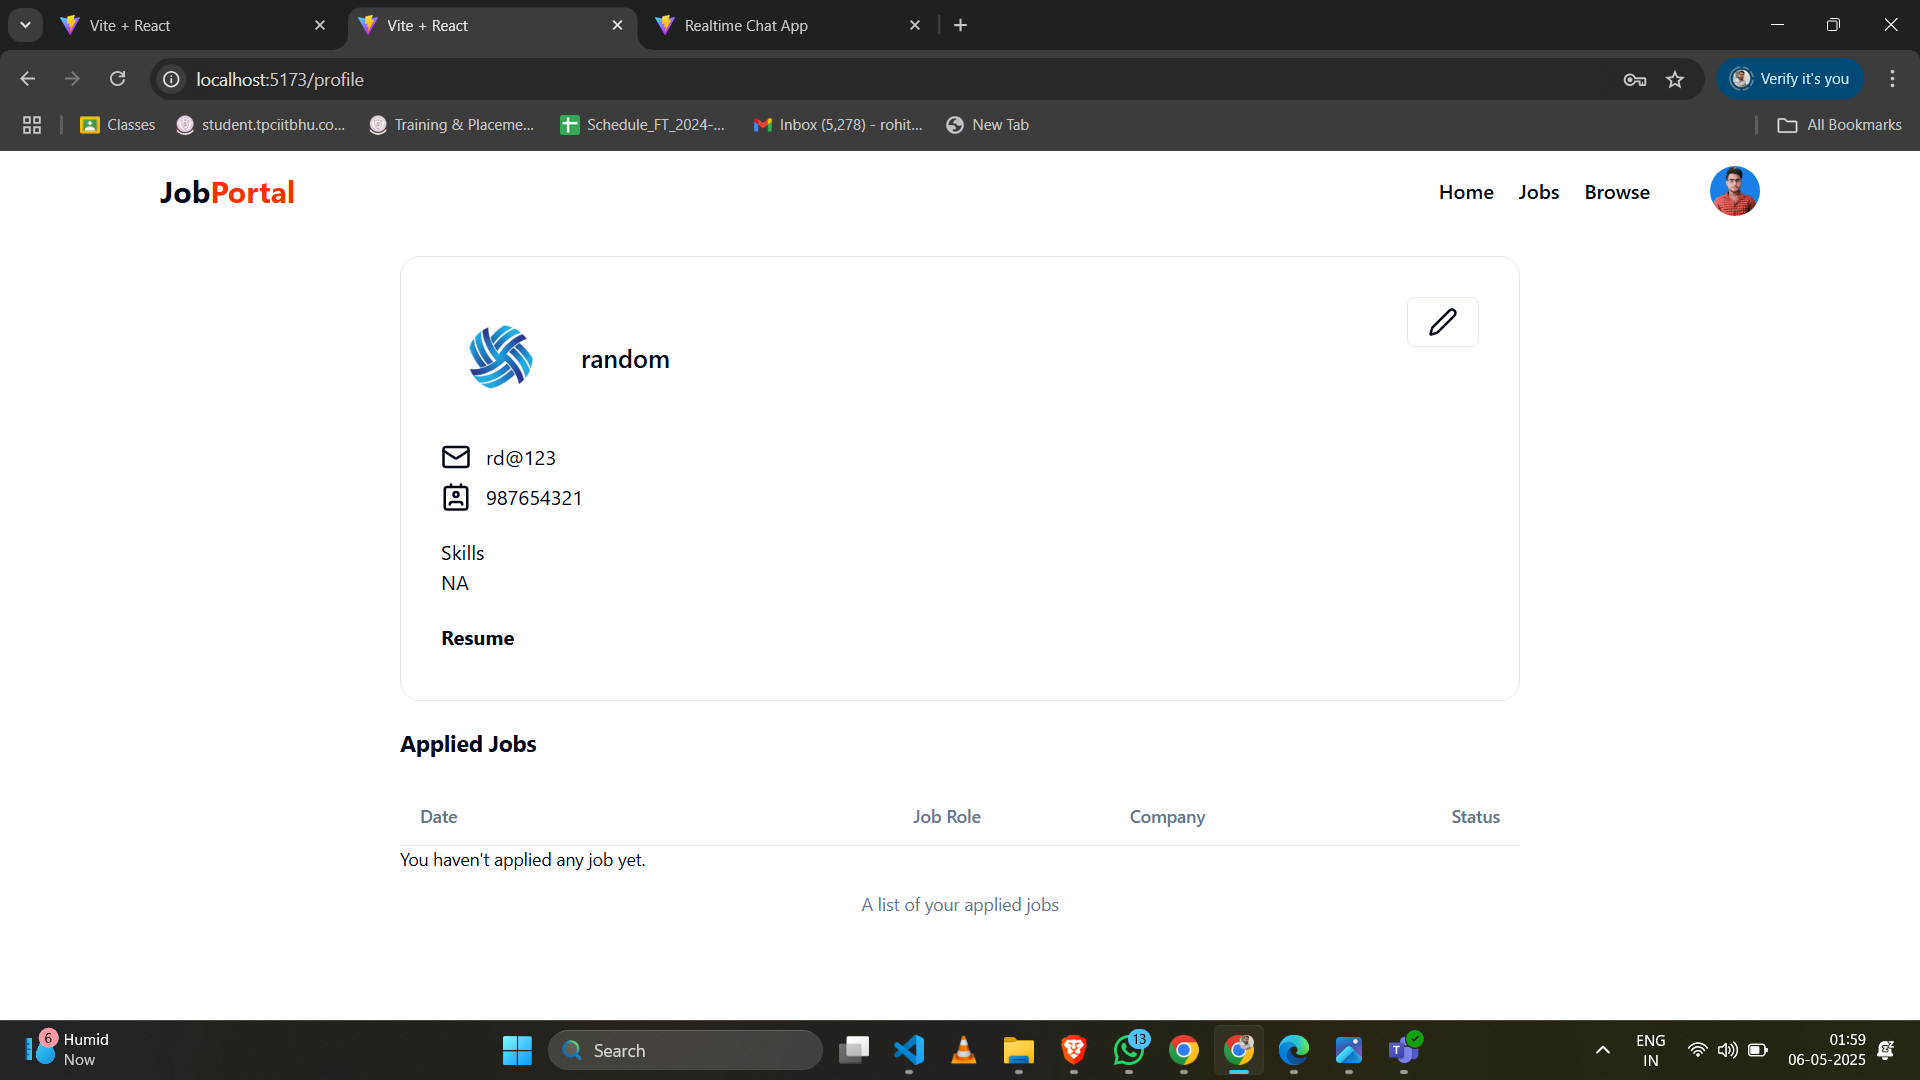 Vite + React
Vite + React
Realtime Chat App
localhost:5173/profile
Verify it's you
Classes
student.tpciitbhu.co...
Training & Placeme...
Schedule_FT_2024-...
Inbox (5,278) - rohit...
New Tab
All Bookmarks
JobPortal
Home
Jobs
Browse
random
rd@123
987654321
Skills
NA
Resume
Applied Jobs
Date
Job Role
Company
Status
You haven't applied any job yet.
A list of your applied jobs
6
Humid
Now
Search
13
T
ENG
IN
01:59
06-05-2025